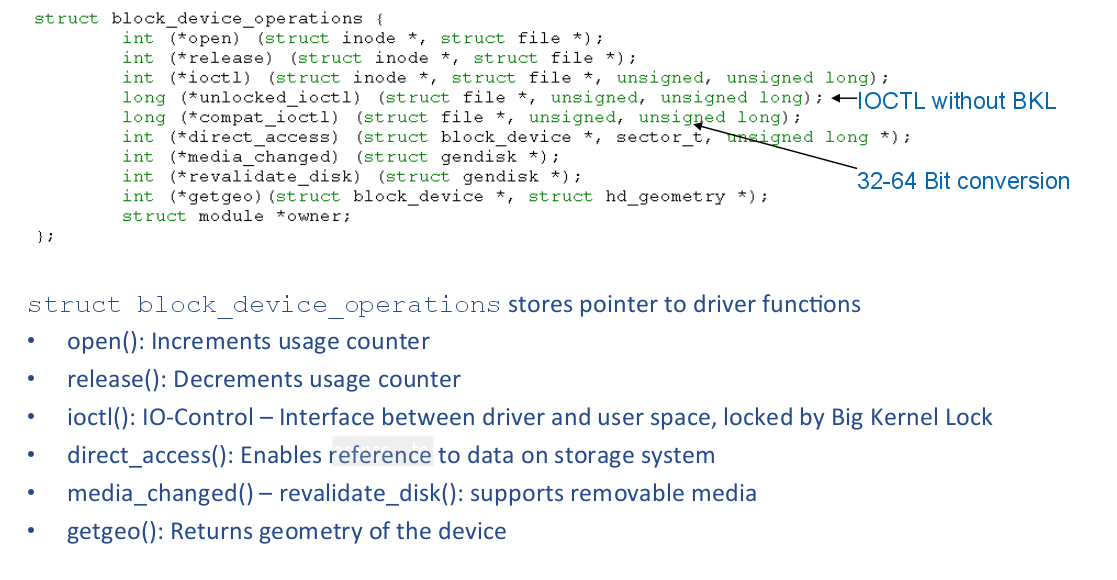 struct block_device_operations {
int (*open) (struct inode *, struct file *);
int (*release) (struct inode *, struct file *);
int (*ioctl) (struct inode *, struct file *, unsigned, unsigned long);
long (*unlocked_ioctl) (struct file *, unsigned, unsigned long);
IOCTL without BKL
long (*compat_ioctl) (struct file *, unsigned, unsigned long);
int (*direct_access) (struct block_device *, sector_t, unsigned long *);
int (*media_changed) (struct gendisk *);
int (*revalidate_disk) (struct gendisk *);
32-64 Bit conversion
int (*getgeo)(struct block_device *, struct hd_geometry *);
struct module *owner;
};
struct block_device_operations stores pointer to driver functions
• open(): Increments usage counter
• release(): Decrements usage counter
• ioctl(): IO-Control – Interface between driver and user space, locked by Big Kernel Lock
• direct_access(): Enables reference to data on storage system
• media_changed() – revalidate_disk(): supports removable media
• getgeo(): Returns geometry of the device